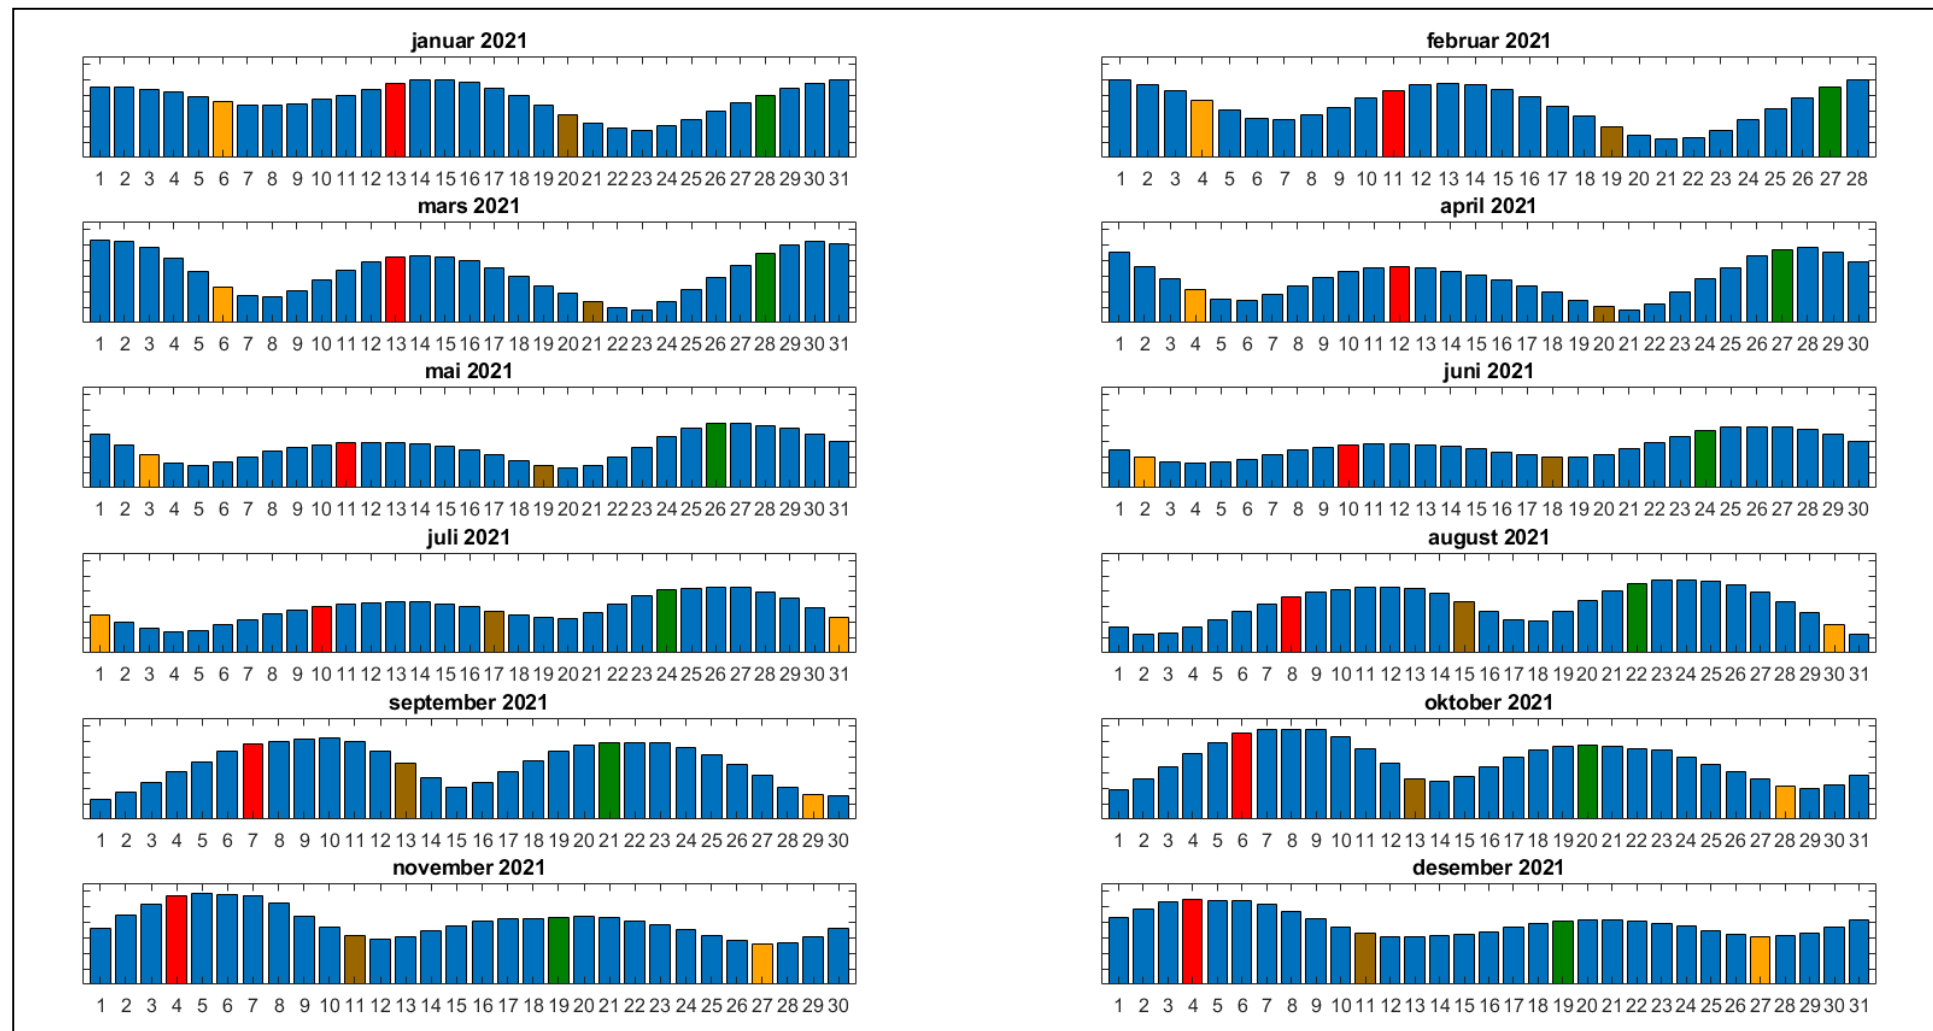 januar 2021
1 2 3 4 5 6 7 8 9 10 11 12 13 14 15 16 17 18 19 20 21 22 23 24 25 26 27 28 29 30 31
februar 2021
1 2 3 4 5 6 7 8 9 10 11 12 13 14 15 16 17 18 19 20 21 22 23 24 25 26 27 28
mars 2021
1 2 3 4 5 6 7 8 9 10 11 12 13 14 15 16 17 18 19 20 21 22 23 24 25 26 27 28 29 30 31
april 2021
1 2 3 4 5 6 7 8 9 10 11 12 13 14 15 16 17 18 19 20 21 22 23 24 25 26 27 28 29 30
mai 2021
1 2 3 4 5 6 7 8 9 10 11 12 13 14 15 16 17 18 19 20 21 22 23 24 25 26 27 28 29 30 31
juni 2021
1 2 3 4 5 6 7 8 9 10 11 12 13 14 15 16 17 18 19 20 21 22 23 24 25 26 27 28 29 30
juli 2021
1 2 3 4 5 6 7 8 9 10 11 12 13 14 15 16 17 18 19 20 21 22 23 24 25 26 27 28 29 30 31
august 2021
1 2 3 4 5 6 7 8 9 10 11 12 13 14 15 16 17 18 19 20 21 22 23 24 25 26 27 28 29 30 31
september 2021
1 2 3 4 5 6 7 8 9 10 11 12 13 14 15 16 17 18 19 20 21 22 23 24 25 26 27 28 29 30
oktober 2021
1 2 3 4 5 6 7 8 9 10 11 12 13 14 15 16 17 18 19 20 21 22 23 24 25 26 27 28 29 30 31
november 2021
1 2 3 4 5 6 7 8 9 10 11 12 13 14 15 16 17 18 19 20 21 22 23 24 25 26 27 28 29 30
desember 2021
1 2 3 4 5 6 7 8 9 10 11 12 13 14 15 16 17 18 19 20 21 22 23 24 25 26 27 28 29 30 31